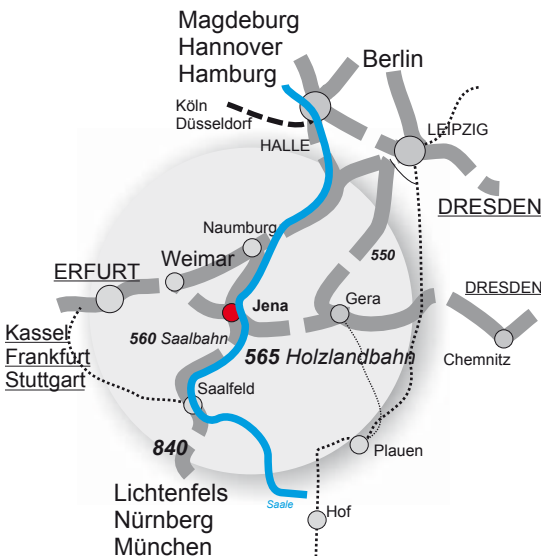 Magdeburg
Hannover
Hamburg
Berlin
Köln
Düsseldorf
HALLE
LEIPZIG
DRESDEN
Naumburg
550
Weimar
ERFURT
DRESDEN
Jena
Gera
Kassel
Frankfurt
Stuttgart
560 Saalbahn
565 Holzlandbahn
Chemnitz
Saalfeld
840
Plauen
Lichtenfels
Nürnberg
München
Saale
Hof